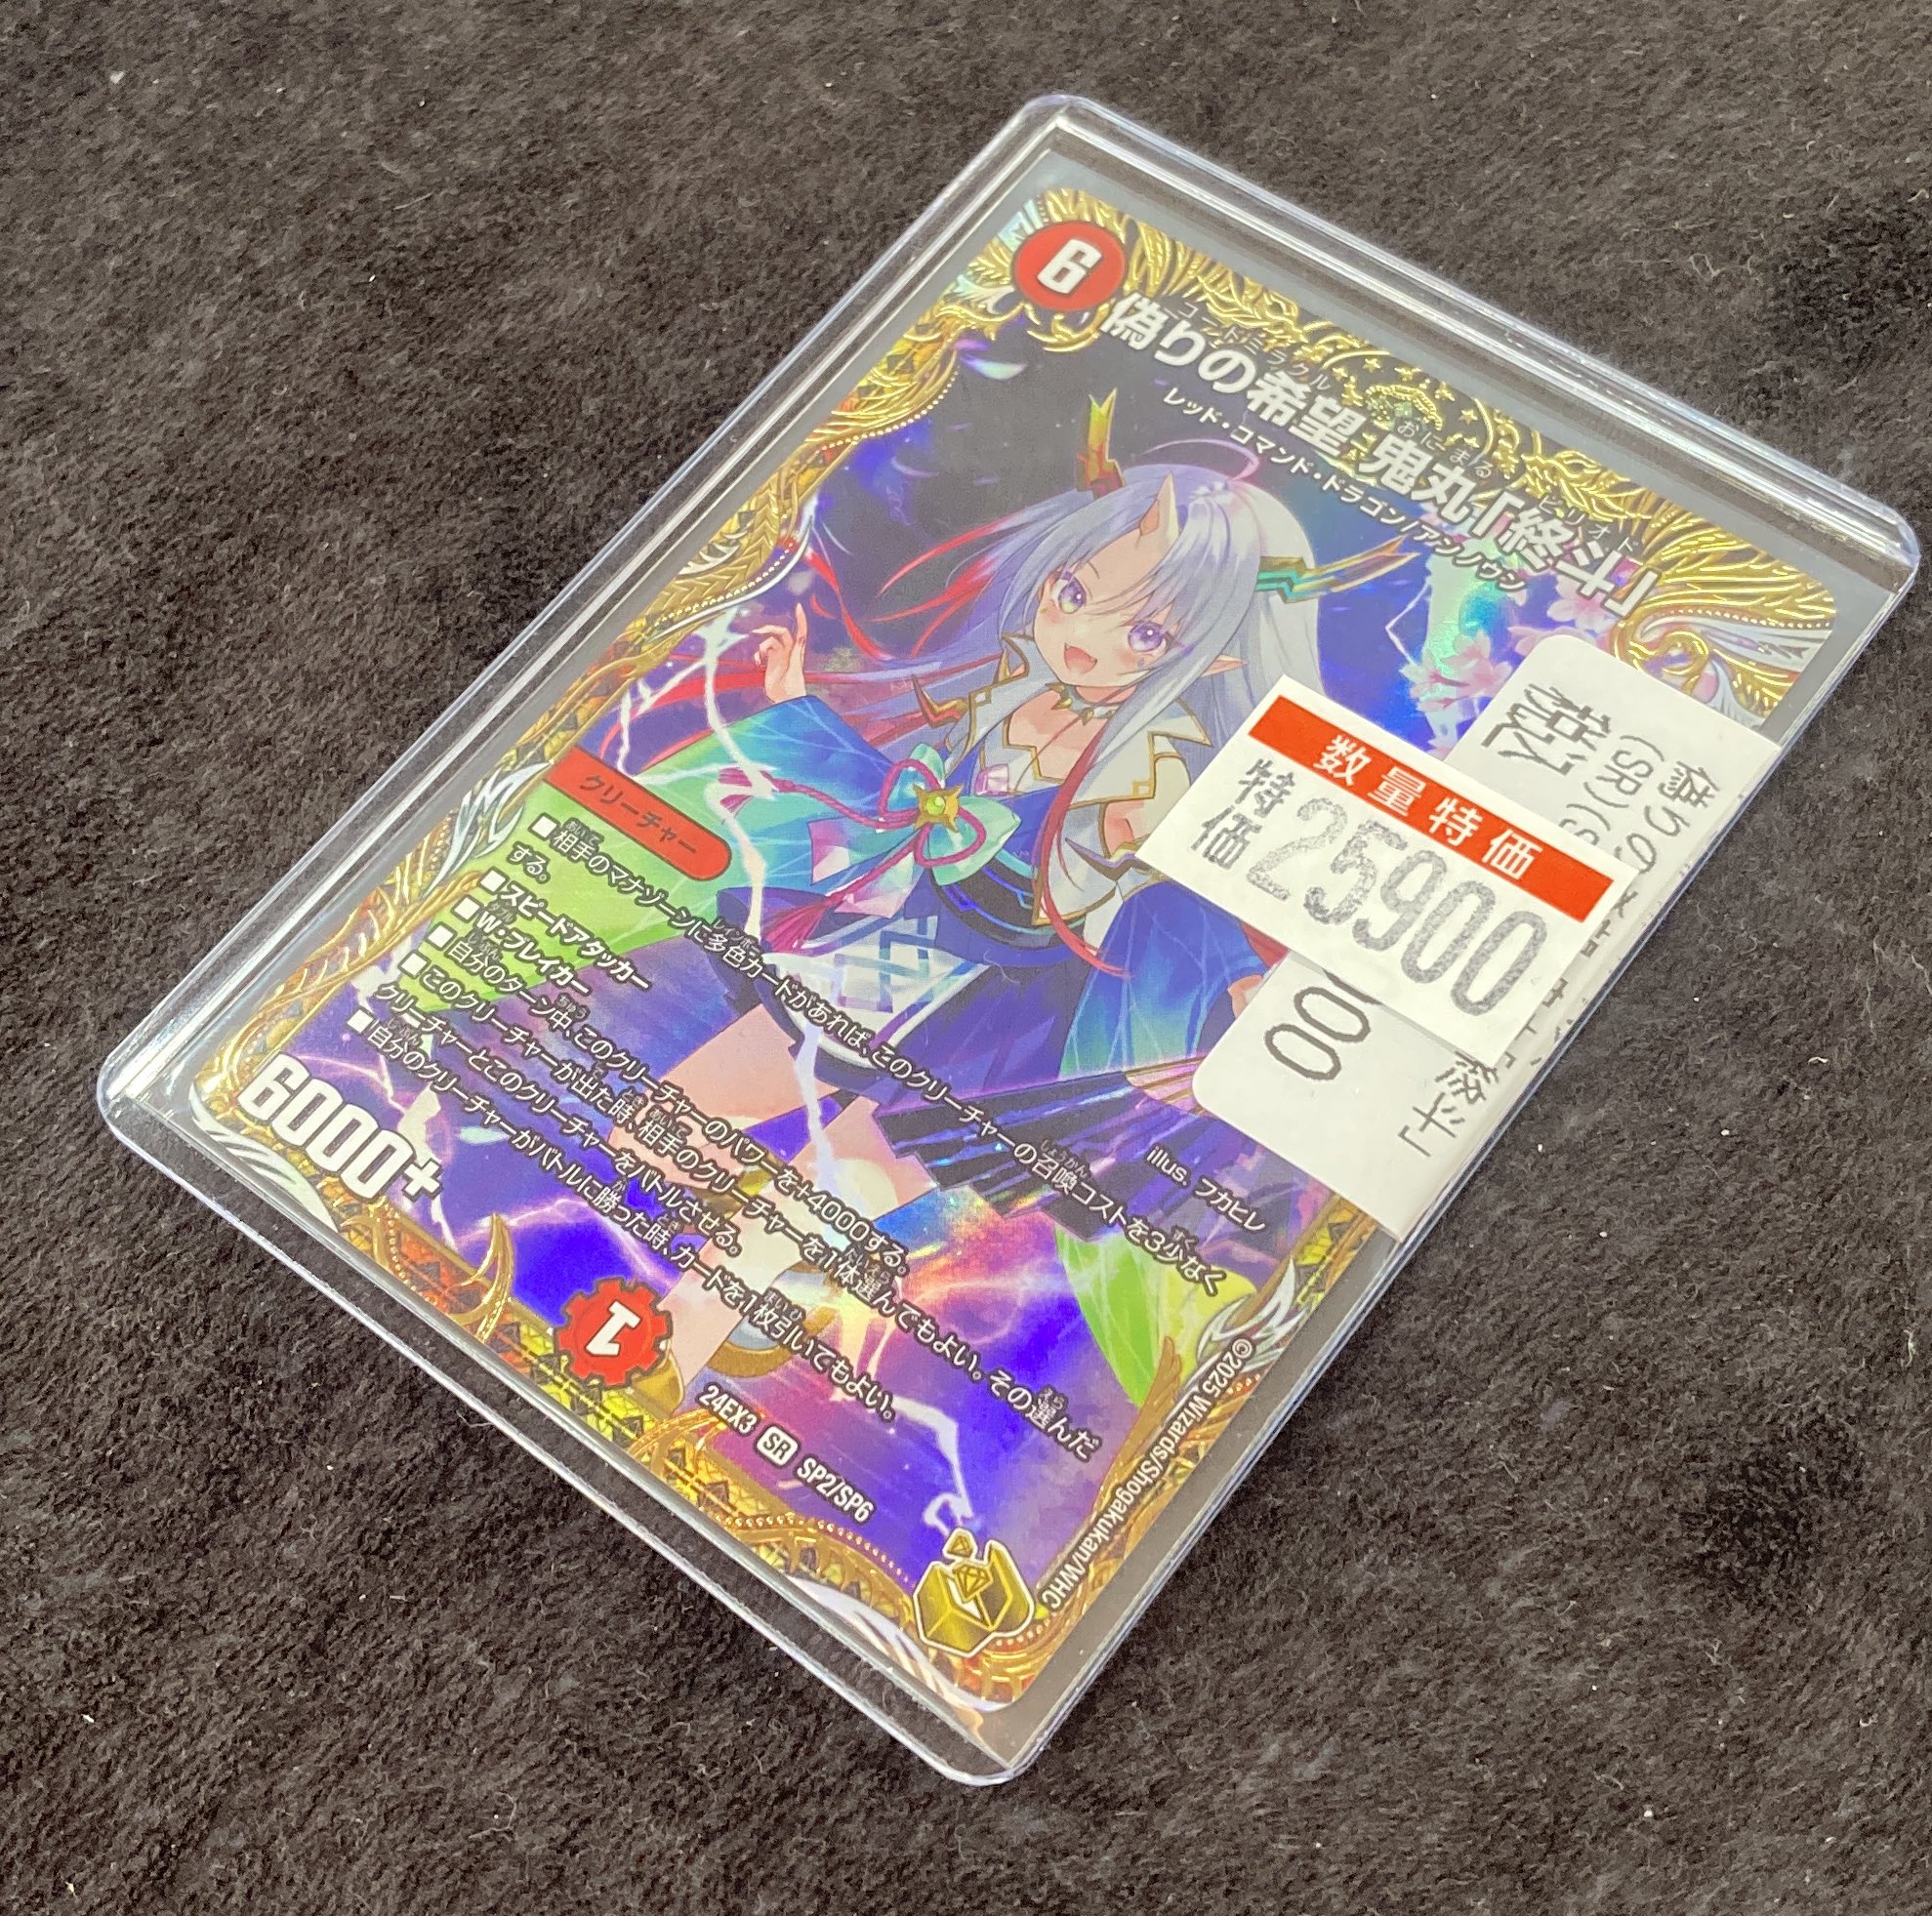 6
コードミラクル おにまる ピリオド
偽りの希望 鬼丸「終斗」
レッド・コマンド・ドラゴン/アンノウン
クリーチャー
■相手のマナゾーンに多色カードがあれば、このクリーチャーの召喚コストを3少なく
する。
■スピードアタッカー
■W・ブレイカー
■自分のターン中、このクリーチャーのパワーを+4000する。
■このクリーチャーが出た時、相手のクリーチャーを1体選んでもよい。その選んだ
クリーチャーとこのクリーチャーをバトルさせる。
■自分のクリーチャーがバトルに勝った時、カードを1枚引いてもよい。
6000+
1
illus. フカヒレ
24EX3 SR SP2/SP6
©2025 Wizards/Shogakukan/WHC
数量特価
特価 25900
偽りの
(SR)
終斗」
00